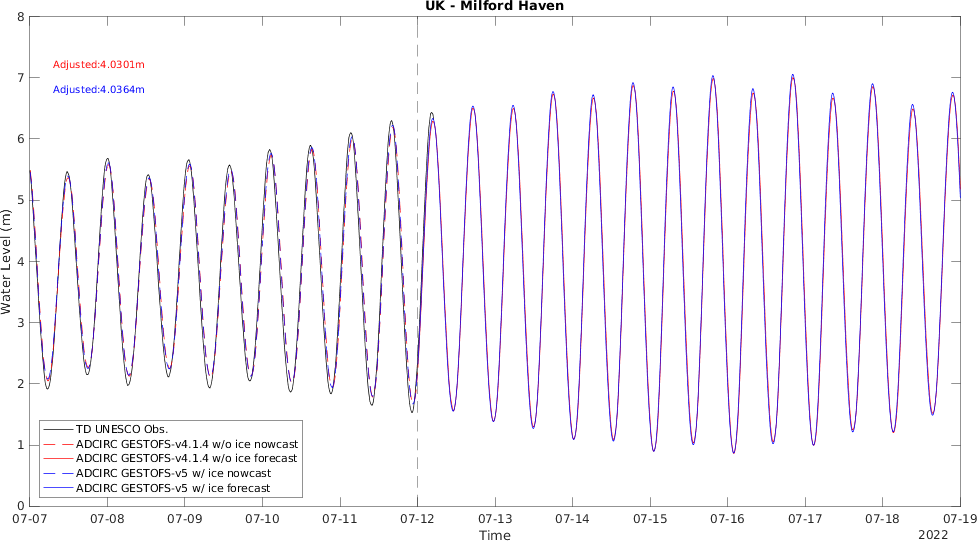 UK - Milford Haven
8
7
6
5
4
3
2
1
0
Water Level (m)
Adjusted:4.0301m
Adjusted:4.0364m
TD UNESCO Obs.
ADCIRC GESTOFS-v4.1.4 w/o ice nowcast
ADCIRC GESTOFS-v4.1.4 w/o ice forecast
ADCIRC GESTOFS-v5 w/ ice nowcast
ADCIRC GESTOFS-v5 w/ ice forecast
07-07 07-08 07-09 07-10 07-11 07-12 07-13 07-14 07-15 07-16 07-17 07-18 07-19
Time
2022